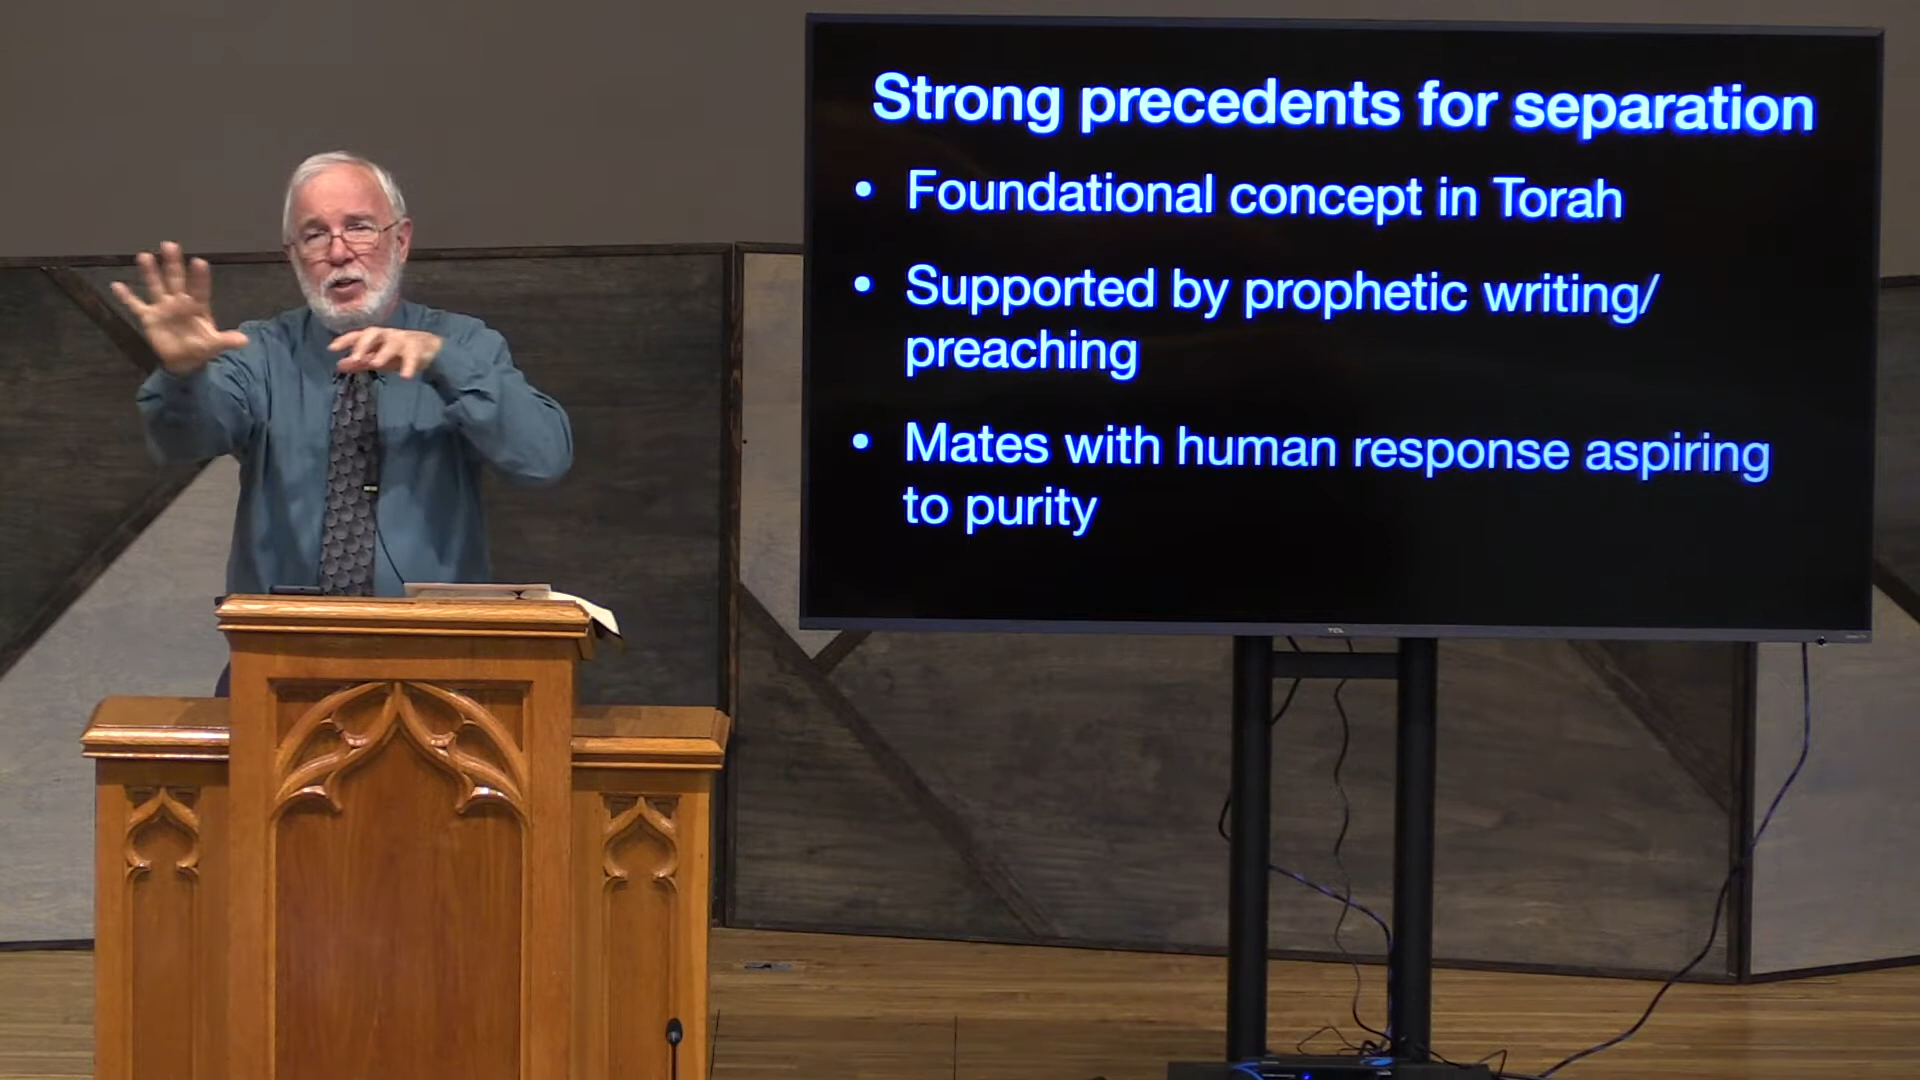 Strong precedents for separation
• Foundational concept in Torah
• Supported by prophetic writing/
preaching
• Mates with human response aspiring
to purity
TCL